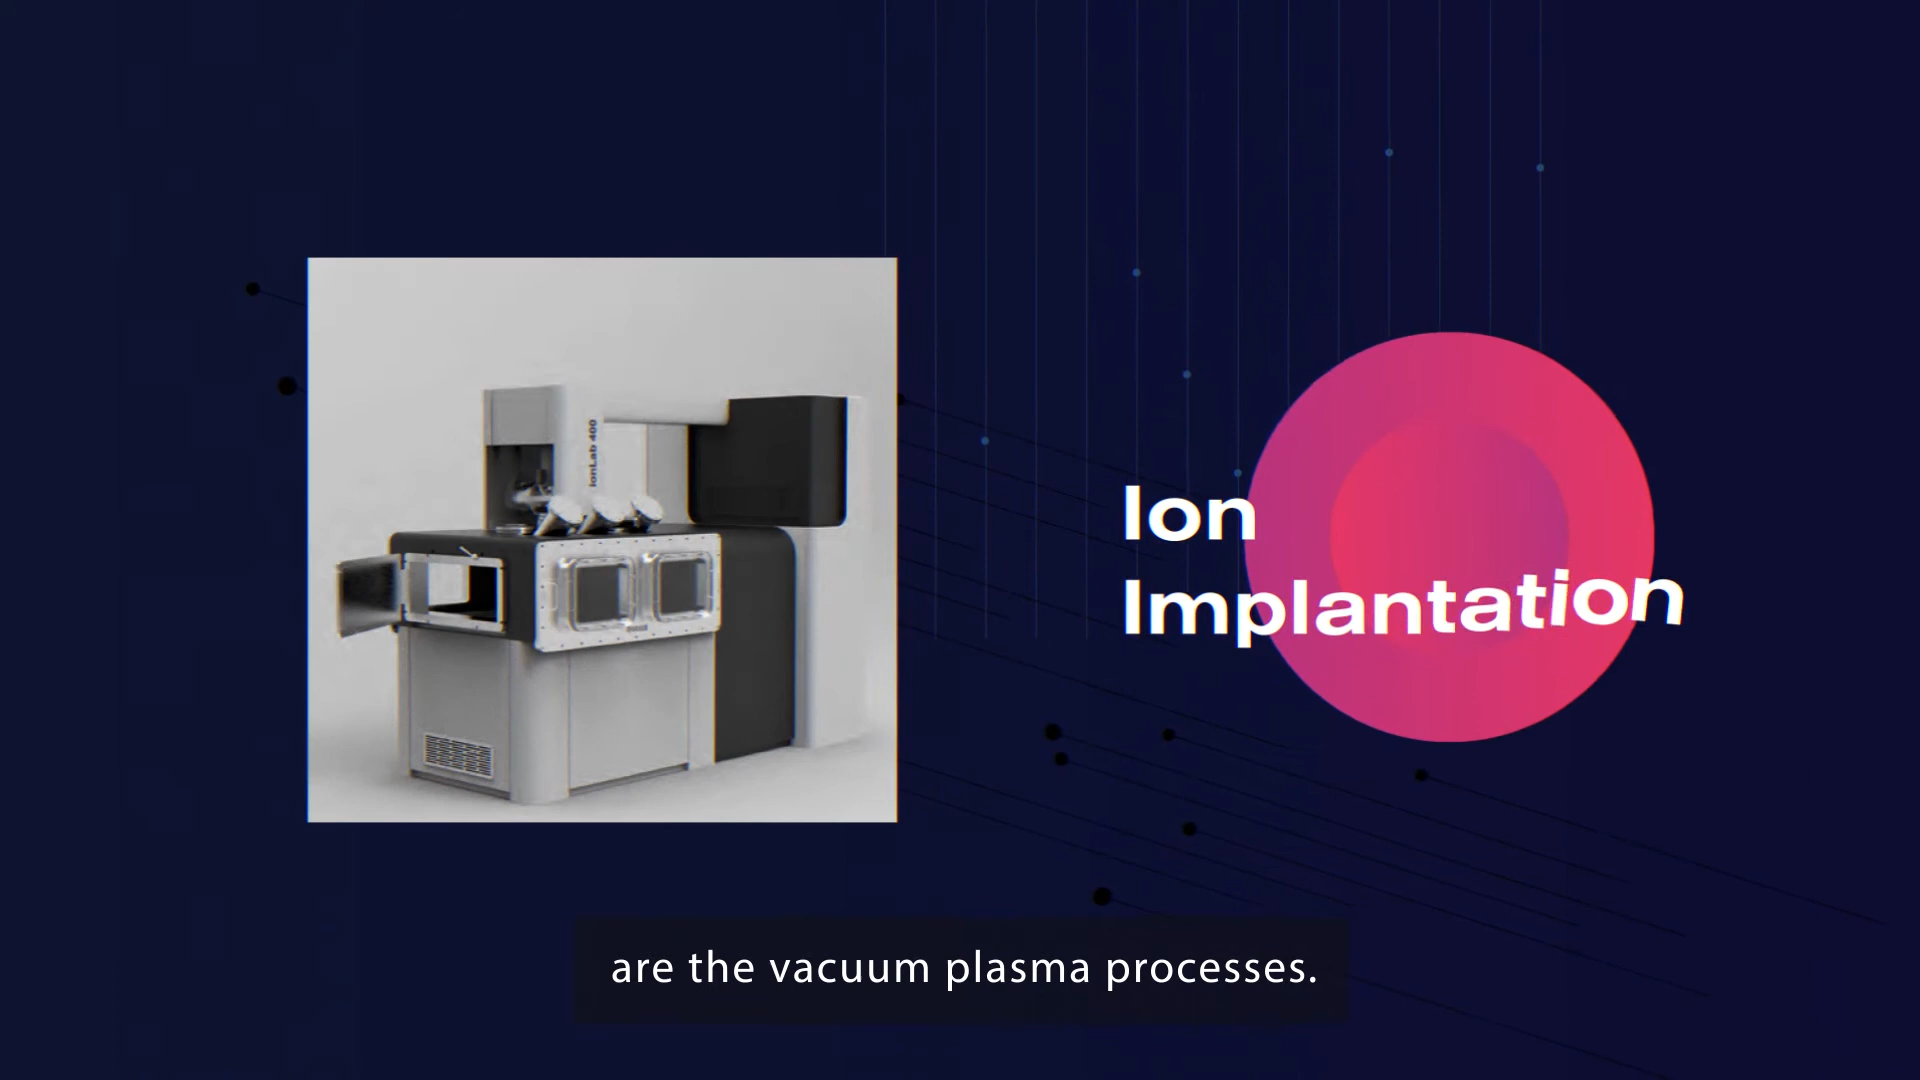 ionLab 400
Ion
Implantation
are the vacuum plasma processes.